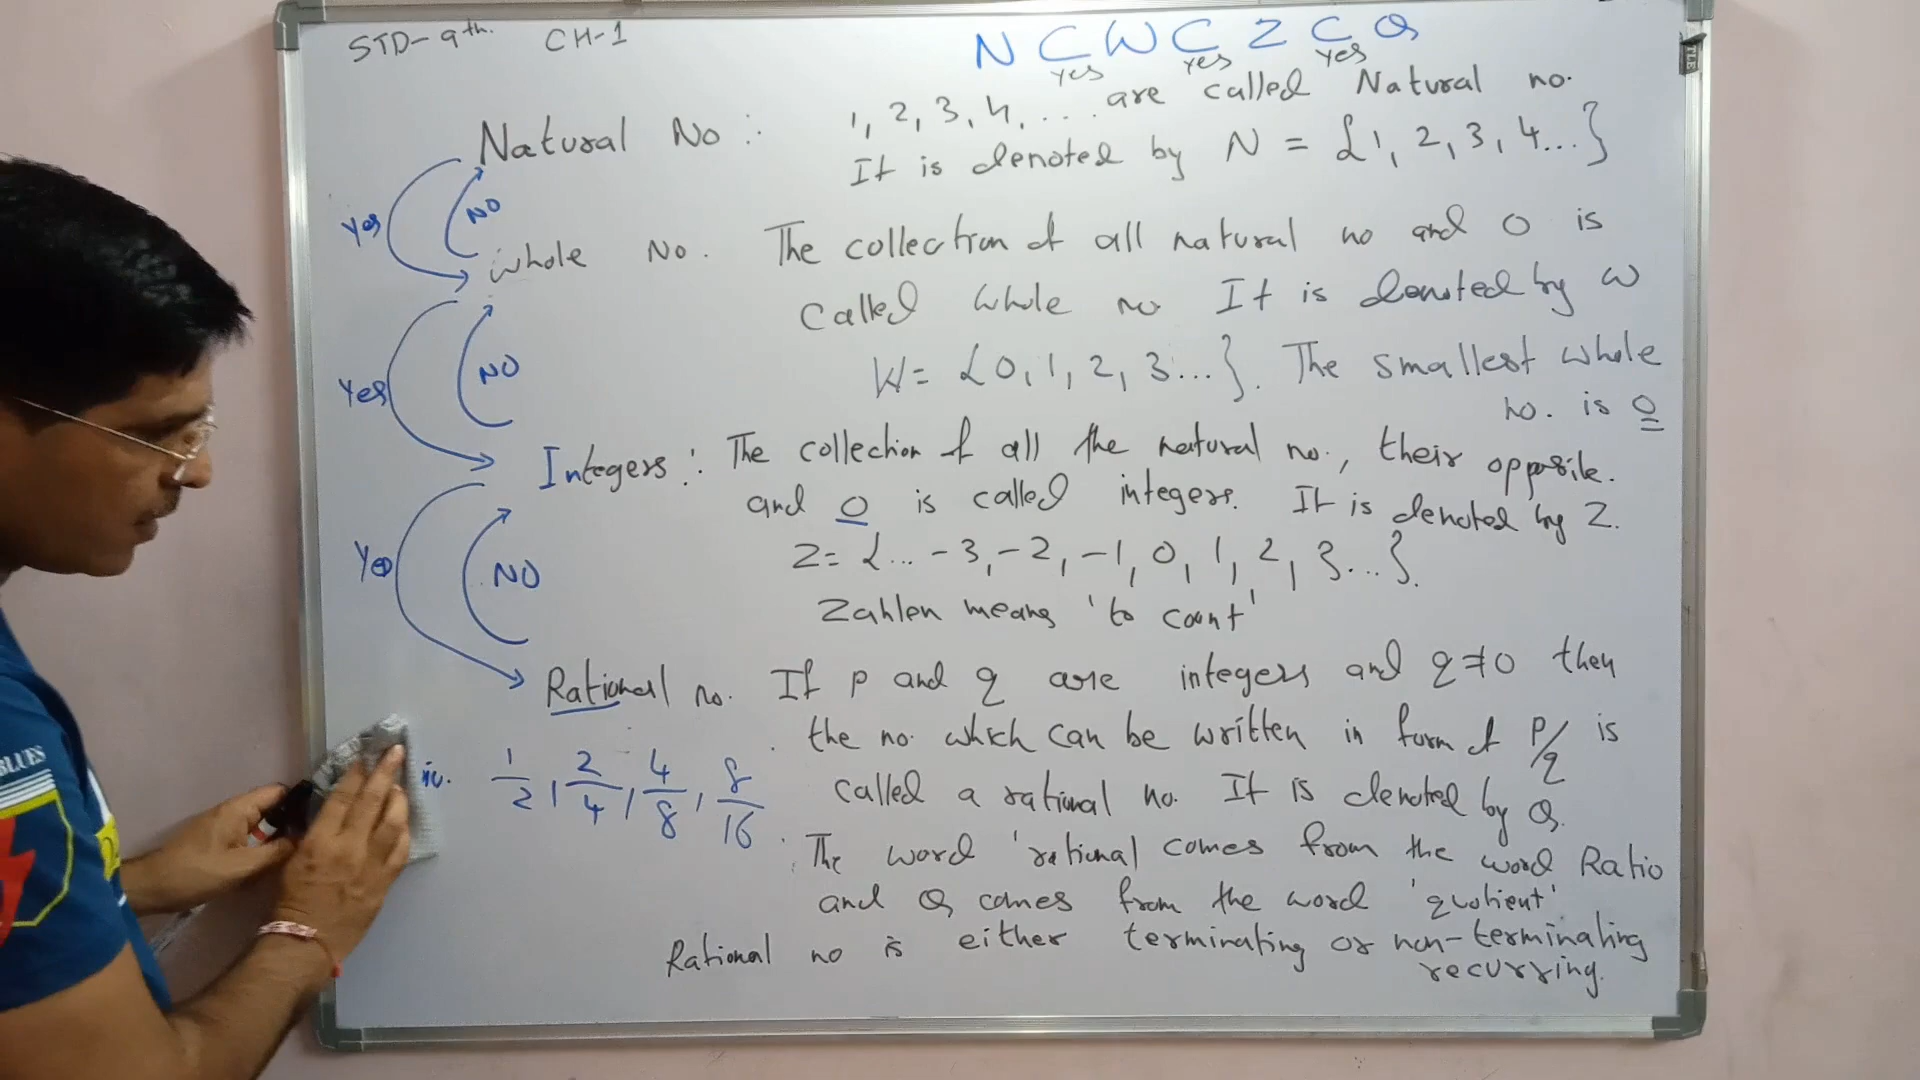 STD-9th. CH-1
N ⊂ W ⊂ Z ⊂ Q
yes yes yes
Natural No : 1, 2, 3, 4, .... are called Natural no.
It is denoted by N = {1, 2, 3, 4...}
Yes NO
Whole No. The collection of all natural no and 0 is
called whole no It is denoted by W
W= {0, 1, 2, 3...}. The smallest whole
no. is 0
Yes NO
Integers : The collection of all the natural no., their opposite.
and 0 is called integers. It is denoted by Z.
Z= {... -3, -2, -1, 0, 1, 2, 3...}.
Zahlen means 'to count'
Yes NO
Rational no. If p and q are integers and q≠0 then
the no. which can be written in form of P/q is
called a rational no. It is denoted by Q.
iv. 1/2, 2/4, 4/8, 8/16
The word 'rational comes from the word Ratio
and Q comes from the word 'quotient'
Rational no is either terminating or non-terminating
recurring.
BLUES